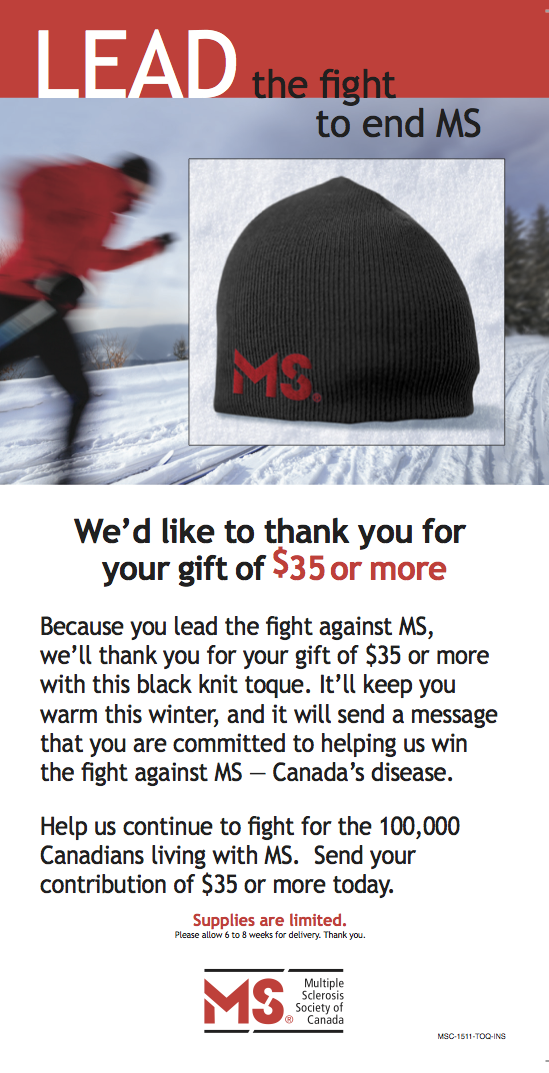 LEAD the fight
to end MS
MS®
We’d like to thank you for
your gift of $35 or more
Because you lead the fight against MS,
we’ll thank you for your gift of $35 or more
with this black knit toque. It’ll keep you
warm this winter, and it will send a message
that you are committed to helping us win
the fight against MS — Canada’s disease.
Help us continue to fight for the 100,000
Canadians living with MS.  Send your
contribution of $35 or more today.
Supplies are limited.
Please allow 6 to 8 weeks for delivery. Thank you.
MS®
Multiple
Sclerosis
Society of
Canada
MSC-1511-TOQ-INS